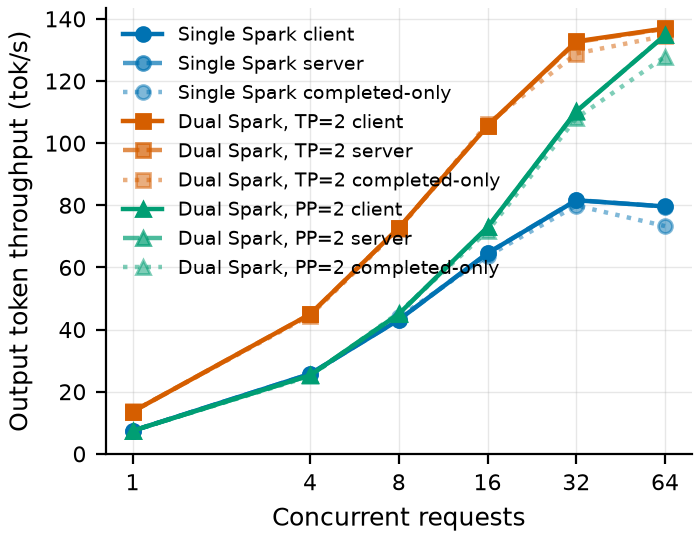 Output token throughput (tok/s)
140
120
100
80
60
40
20
0
Single Spark client
Single Spark server
Single Spark completed-only
Dual Spark, TP=2 client
Dual Spark, TP=2 server
Dual Spark, TP=2 completed-only
Dual Spark, PP=2 client
Dual Spark, PP=2 server
Dual Spark, PP=2 completed-only
1 4 8 16 32 64
Concurrent requests